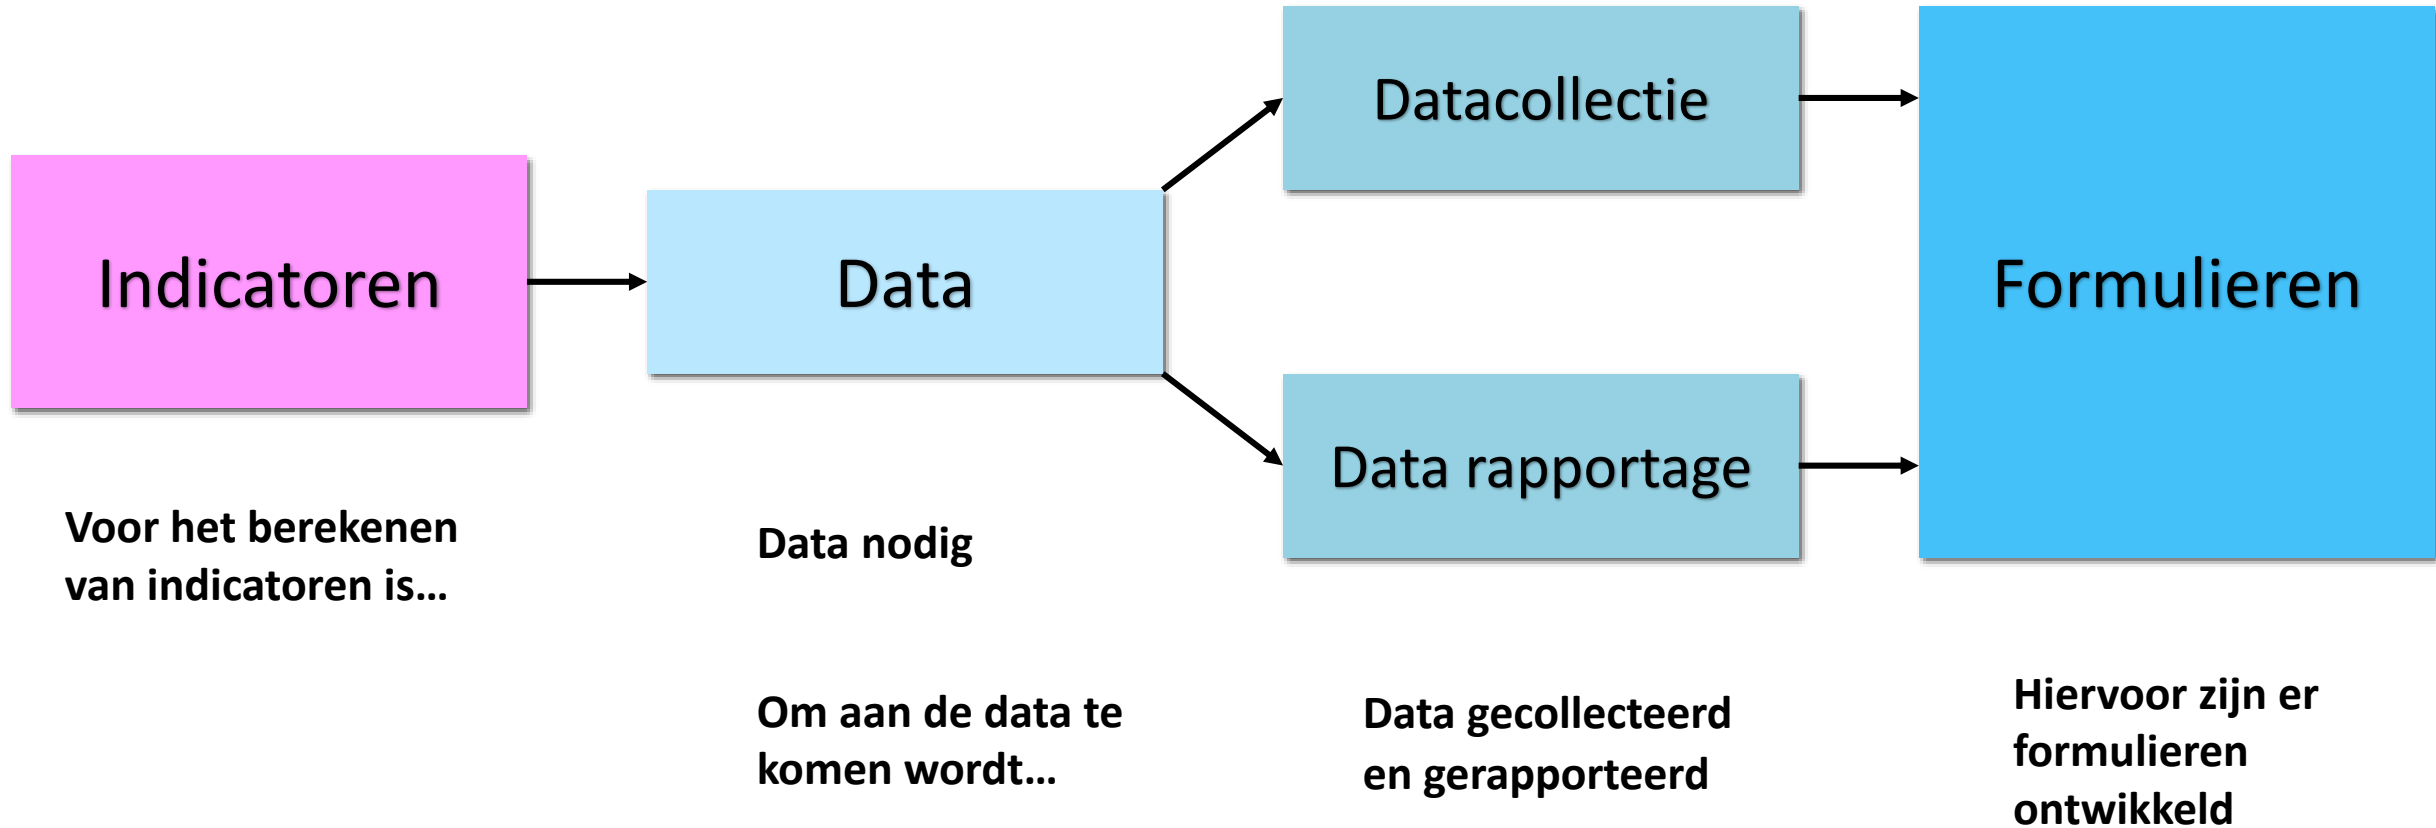 Indicatoren
Data
Datacollectie
Data rapportage
Formulieren
Voor het berekenen
van indicatoren is...
Data nodig
Om aan de data te
komen wordt...
Data gecollecteerd
en gerapporteerd
Hiervoor zijn er
formulieren
ontwikkeld